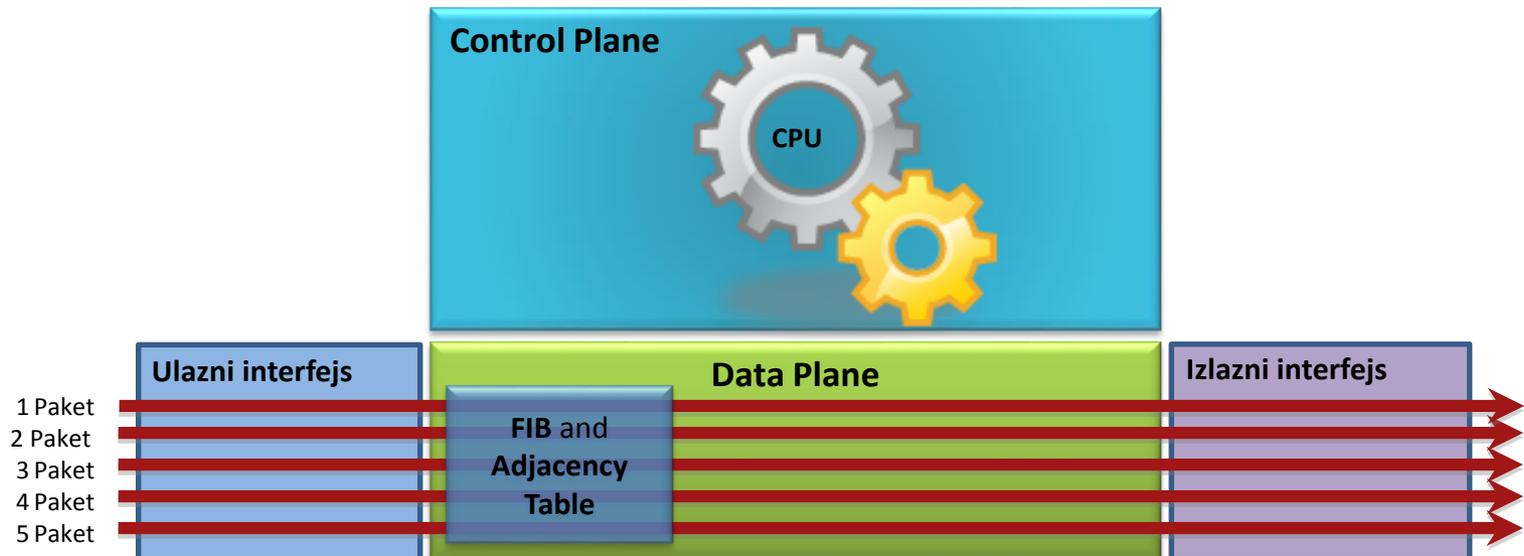 Control Plane
CPU
Ulazni interfejs
Data Plane
Izlazni interfejs
FIB and
Adjacency
Table
1 Paket
2 Paket
3 Paket
4 Paket
5 Paket